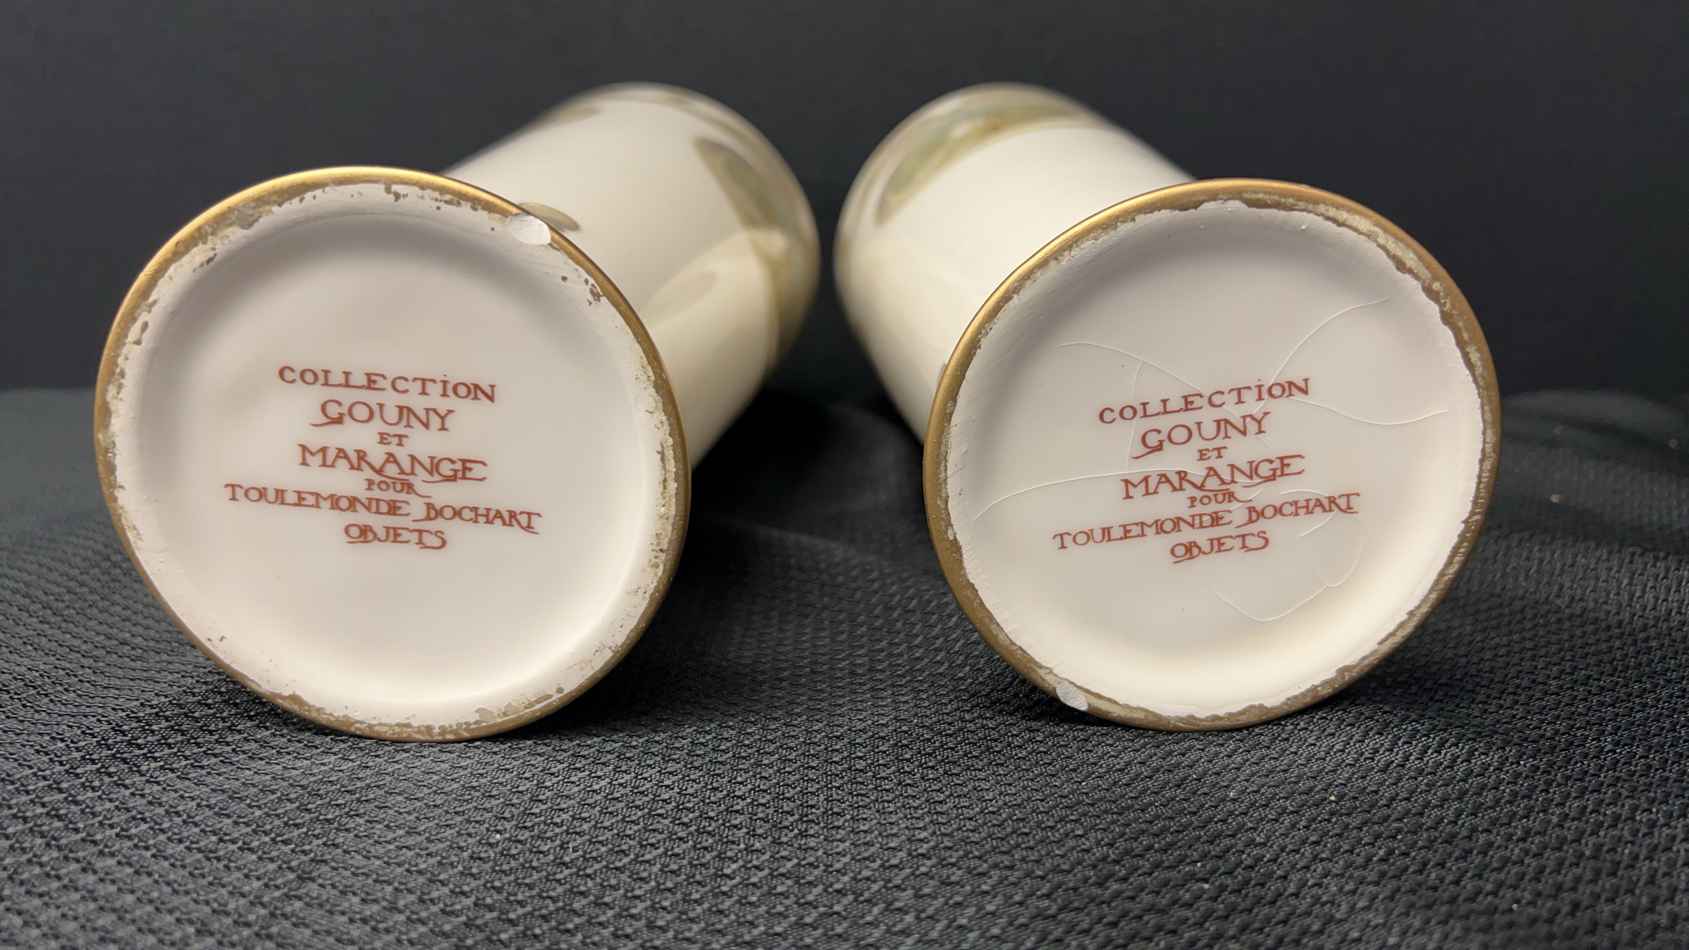 COLLECTION
GOUNY
ET
MARANGE
POUR
TOULEMONDE BOCHART
OBJETS
COLLECTION
GOUNY
ET
MARANGE
POUR
TOULEMONDE BOCHART
OBJETS